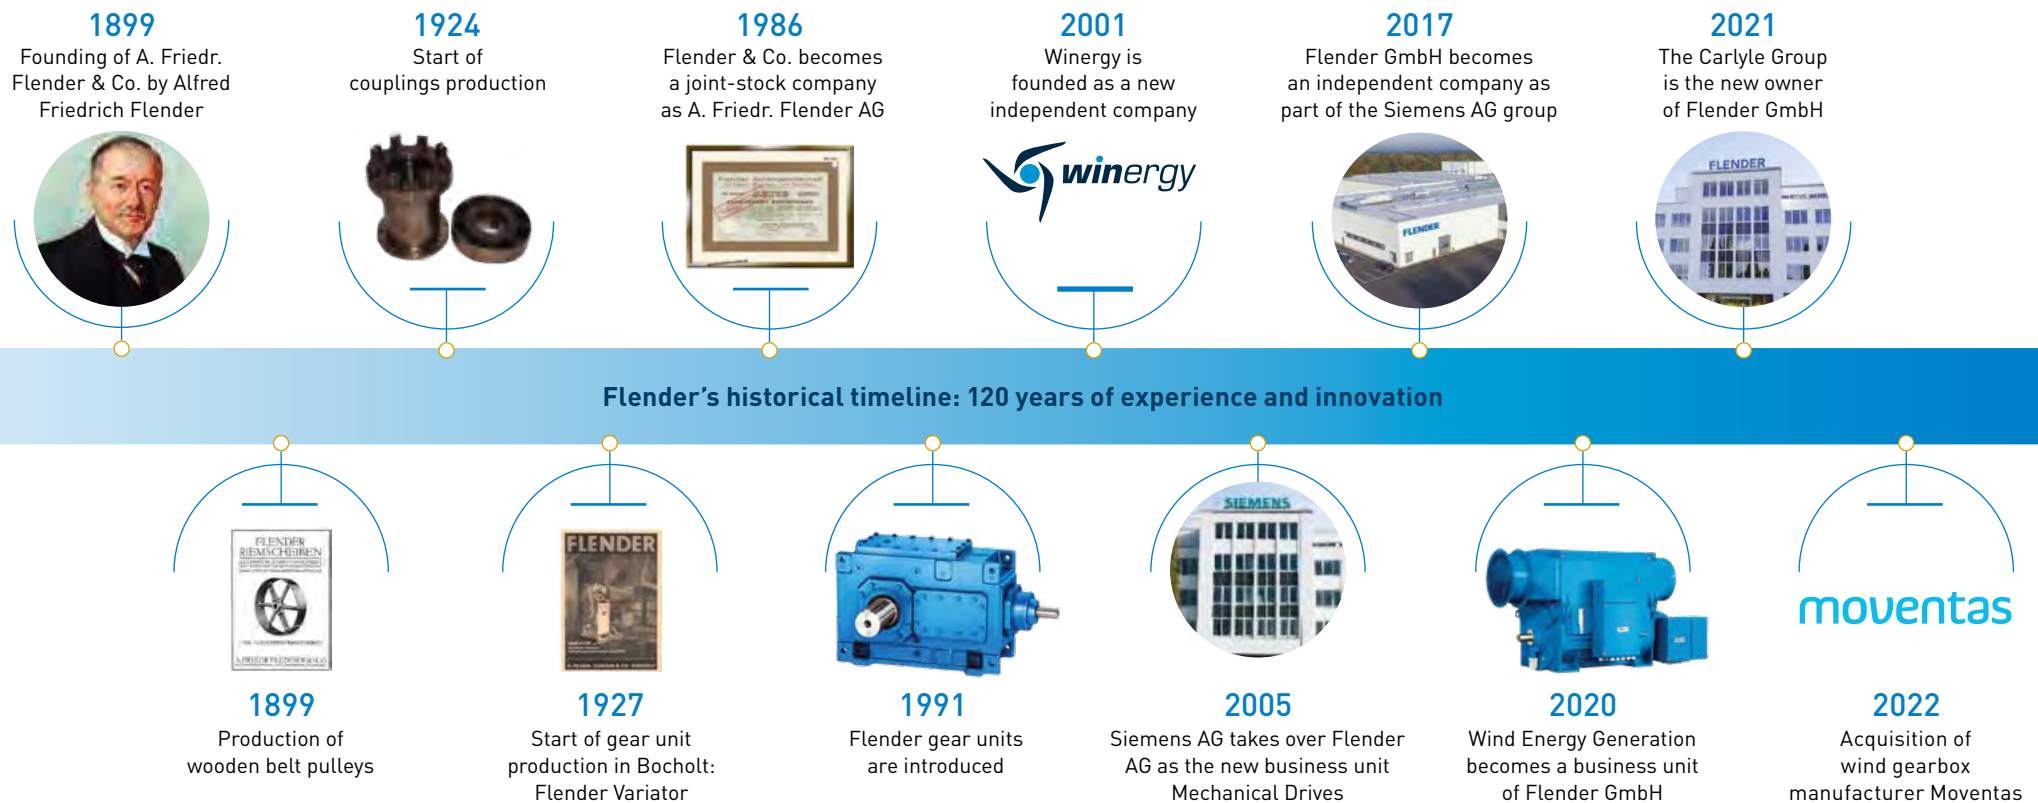 1899
Founding of A. Friedr.
Flender & Co. by Alfred
Friedrich Flender
1924
Start of
couplings production
1986
Flender & Co. becomes
a joint-stock company
as A. Friedr. Flender AG
2001
Winergy is
founded as a new
independent company
winergy
2017
Flender GmbH becomes
an independent company as
part of the Siemens AG group
FLENDER
2021
The Carlyle Group
is the new owner
of Flender GmbH
FLENDER
Flender’s historical timeline: 120 years of experience and innovation
FLENDER
RIEMSCHEIBEN
1899
Production of
wooden belt pulleys
FLENDER
1927
Start of gear unit
production in Bocholt:
Flender Variator
1991
Flender gear units
are introduced
SIEMENS
2005
Siemens AG takes over Flender
AG as the new business unit
Mechanical Drives
2020
Wind Energy Generation
becomes a business unit
of Flender GmbH
moventas
2022
Acquisition of
wind gearbox
manufacturer Moventas